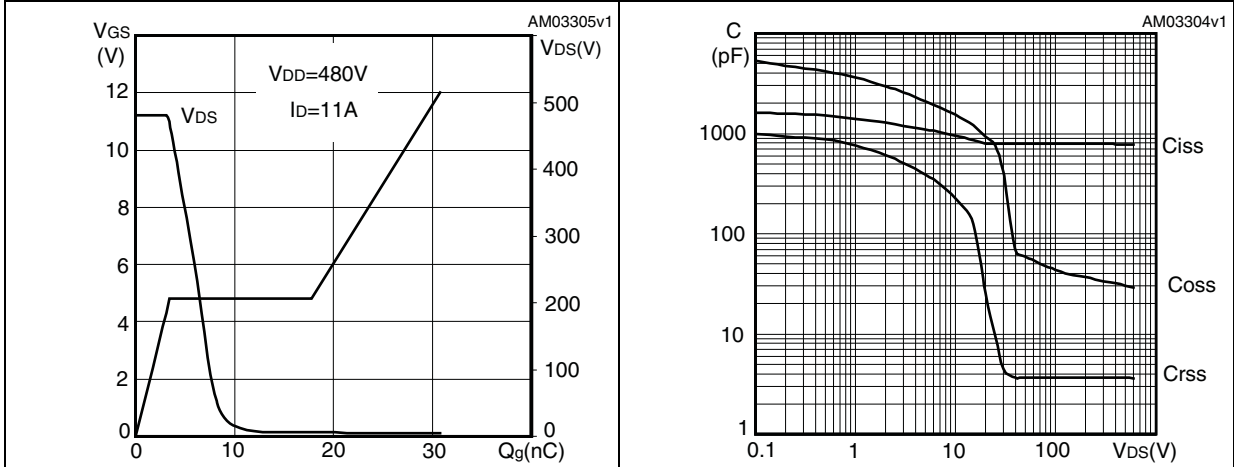 AM03305v1
VGS
(V)
VDS(V)
VDD=480V
ID=11A
VDS
12
10
8
6
4
2
0
500
400
300
200
100
0
0
10
20
30
Qg(nC)
AM03304v1
C
(pF)
1000
100
10
1
Ciss
Coss
Crss
0.1
1
10
100
VDS(V)